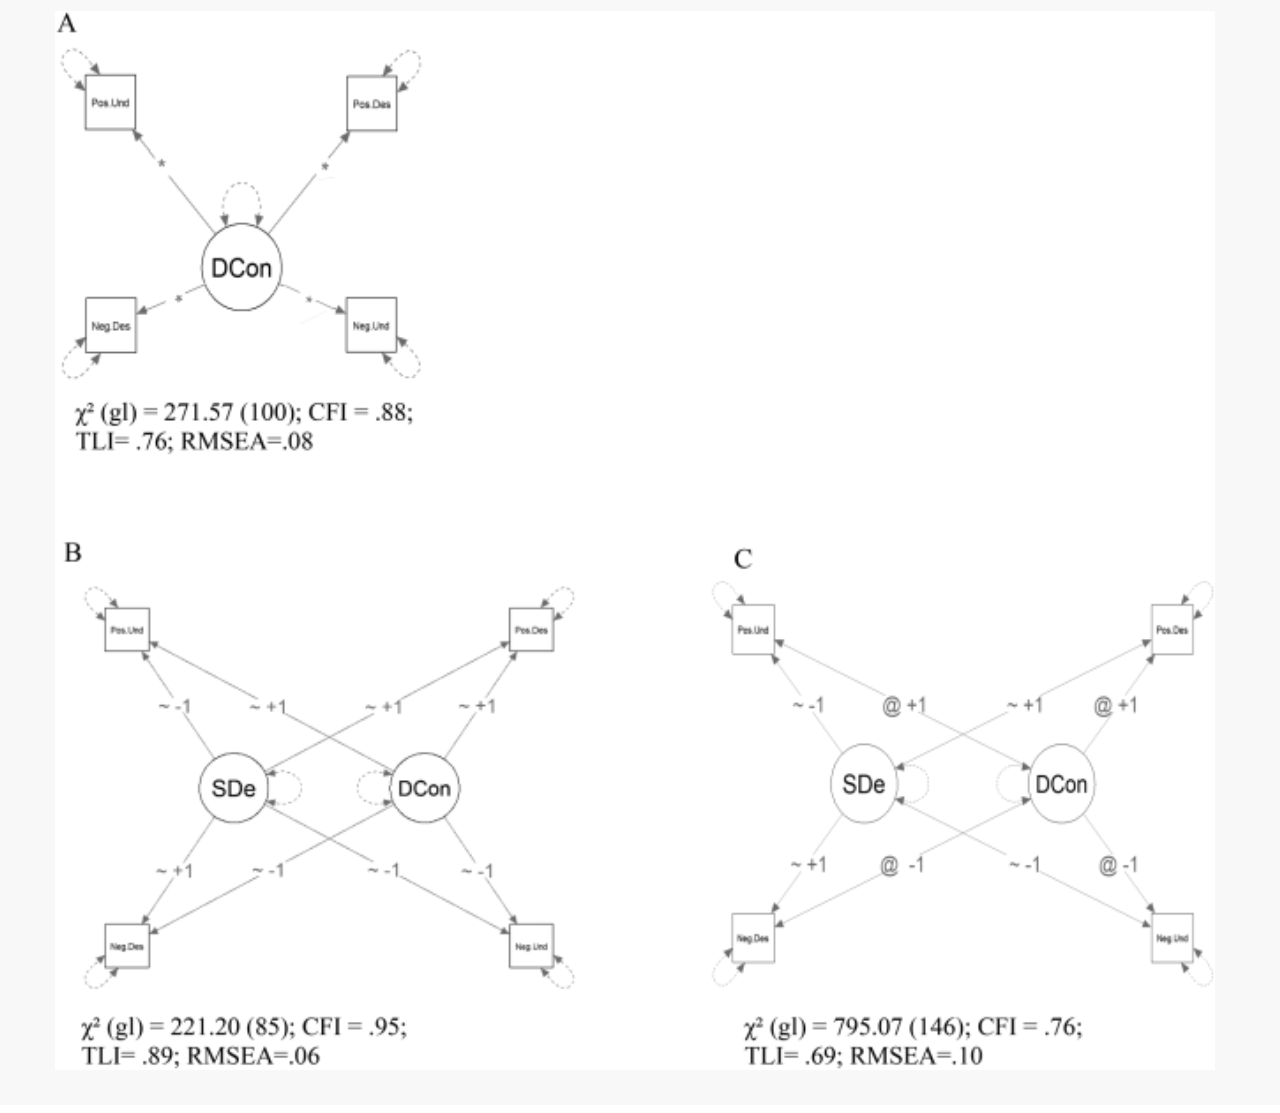 A
Pos.Und
Pos.Des
*
*
DCon
*
*
Neg.Des
Neg.Und
χ² (gl) = 271.57 (100); CFI = .88;
TLI= .76; RMSEA=.08
B
Pos.Und
Pos.Des
~ -1
~ +1
~ +1
~ +1
SDe
DCon
~ +1
~ -1
~ -1
~ -1
Neg.Des
Neg.Und
χ² (gl) = 221.20 (85); CFI = .95;
TLI= .89; RMSEA=.06
C
Pos.Und
Pos.Des
~ -1
@ +1
~ +1
@ +1
SDe
DCon
~ +1
@ -1
~ -1
@ -1
Neg.Des
Neg.Und
χ² (gl) = 795.07 (146); CFI = .76;
TLI= .69; RMSEA=.10